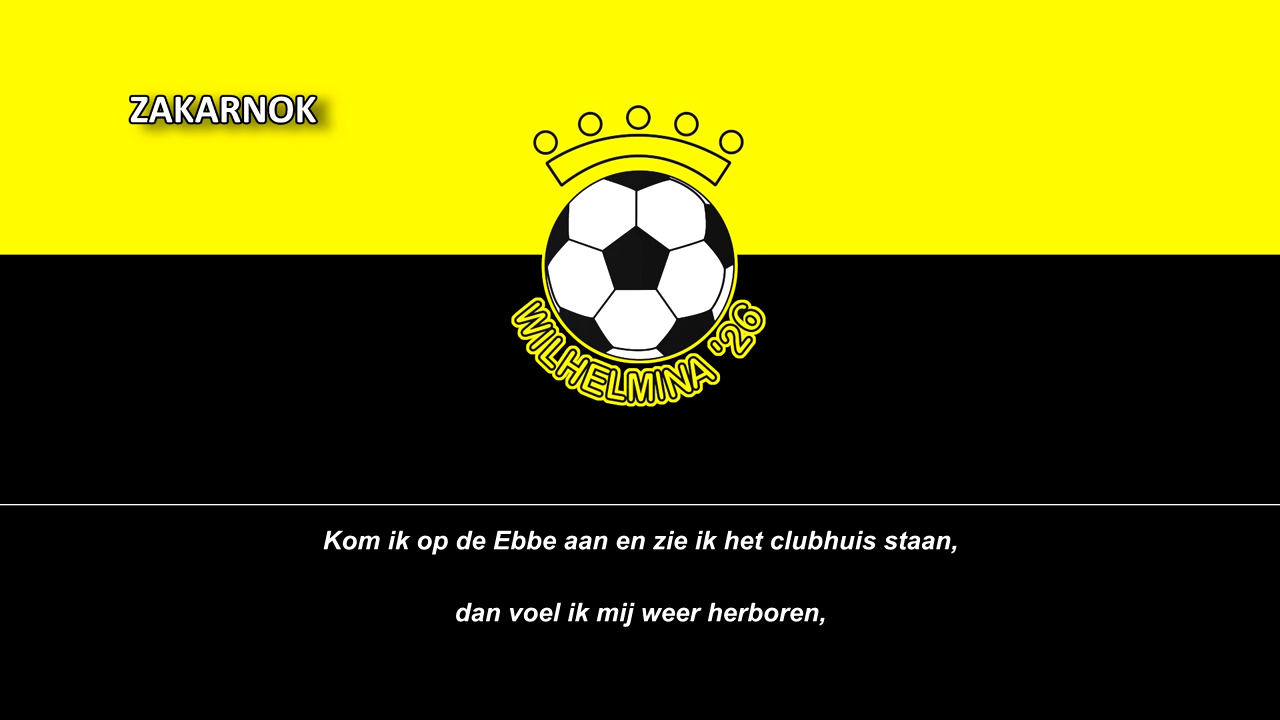 ZAKARNOK
WILHELMINA '26
Kom ik op de Ebbe aan en zie ik het clubhuis staan,
dan voel ik mij weer herboren,